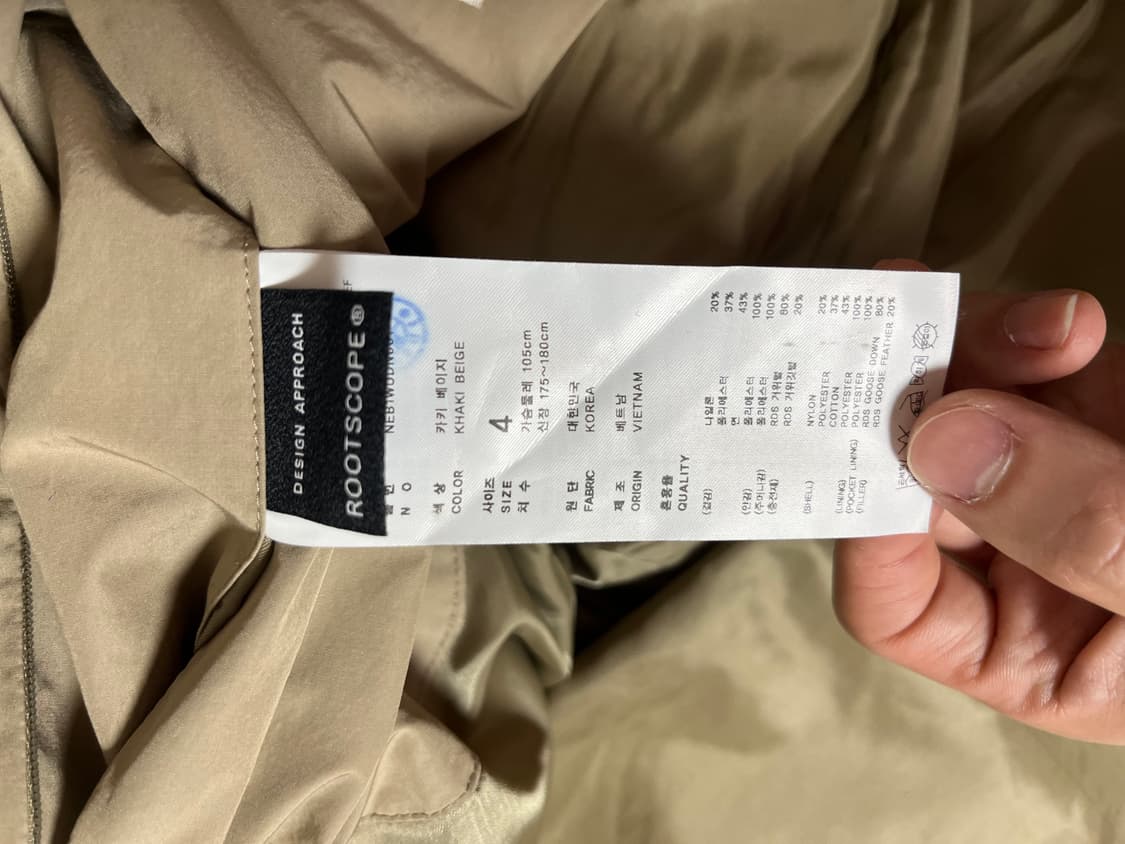 DESIGN APPROACH
ROOTSCOPE®
N O
색 상 카키 베이지
COLOR KHAKI BEIGE
사이즈
SIZE 4
치 수 가슴둘레 105cm
신장 175~180cm
원 단 대한민국
FABRIC KOREA
제 조 베트남
ORIGIN VIETNAM
혼용율
QUALITY
(겉감) 나일론 20%
폴리에스터 37%
면 43%
(안감) 폴리에스터 100%
(주머니감) 폴리에스터 100%
(충전재) RDS 거위털 80%
RDS 거위깃털 20%
(SHELL) NYLON 20%
POLYESTER 37%
COTTON 43%
(LINING) POLYESTER 100%
(POCKET LINING) POLYESTER 100%
(FILLER) RDS GOOSE DOWN 80%
RDS GOOSE FEATHER 20%